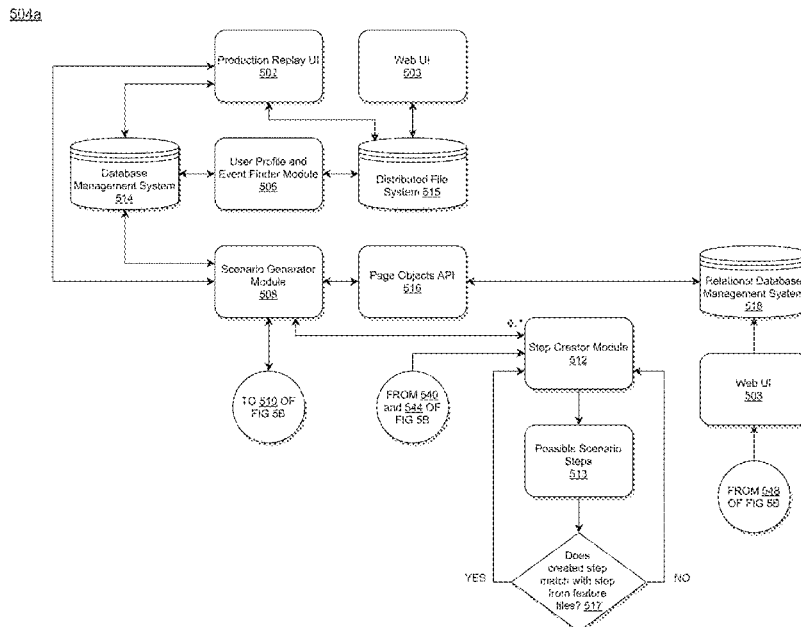 504a
Production Replay UI
502
Web UI
503
Database
Management System
514
User Profile and
Event Finder Module
506
Distributed File
System 515
Scenario Generator
Module
508
Page Objects API
516
Relational Database
Management System
518
Step Creator Module
512
Web UI
503
TO 510 OF
FIG 5B
FROM 540
and 544 OF
FIG 5B
Possible Scenario
Steps
513
FROM 548
OF FIG 5B
Does
created step
match with step
from feature
files? 517
YES
NO